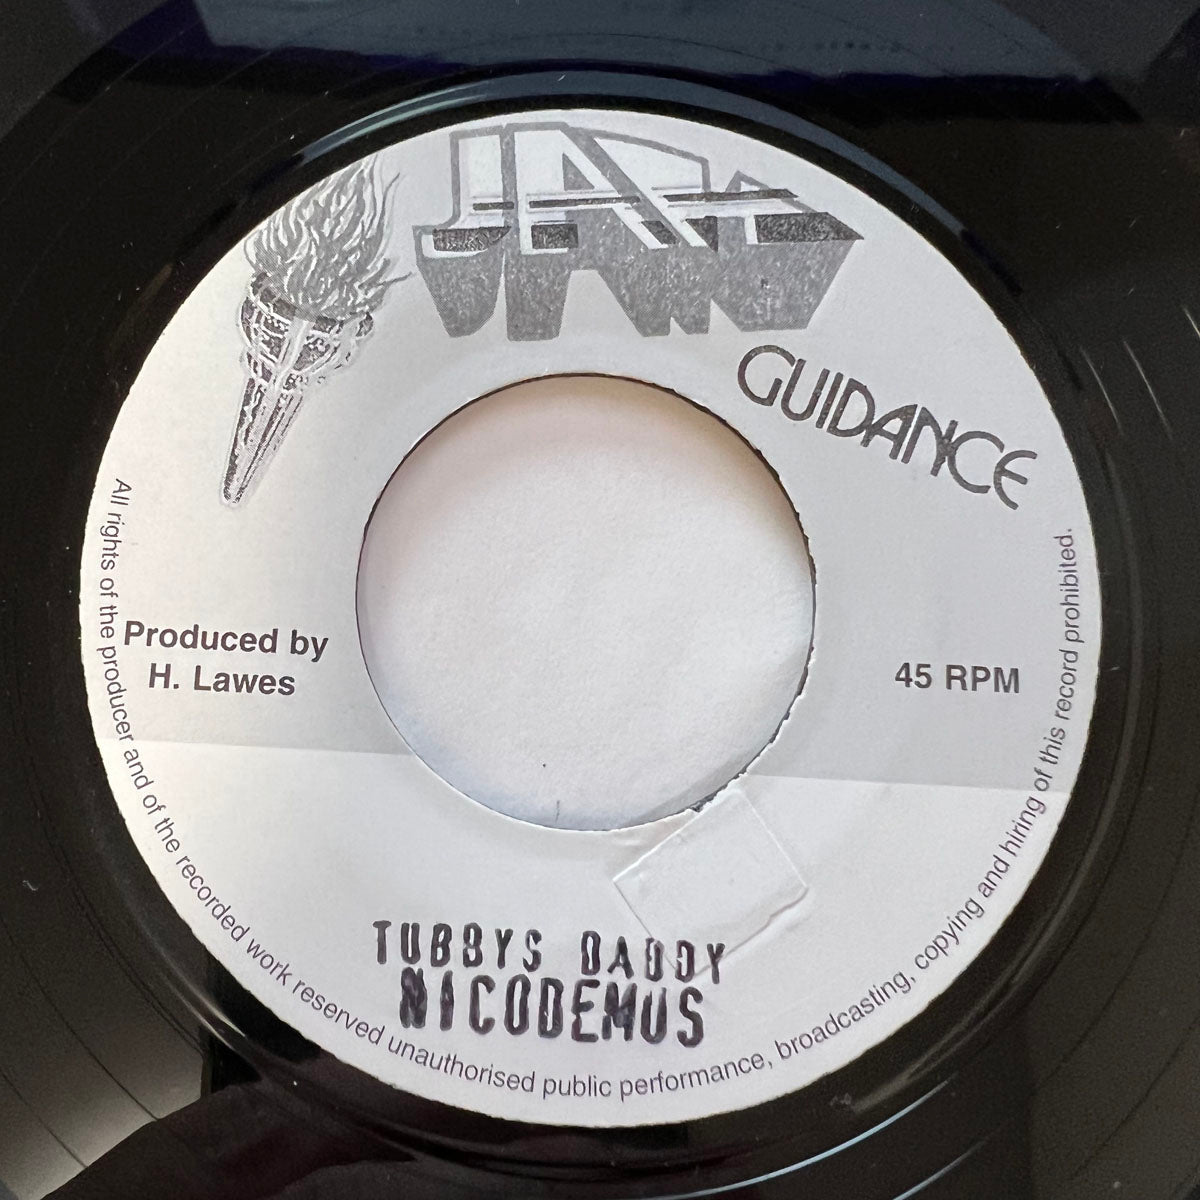 JAH
GUIDANCE
Produced by
H. Lawes
45 RPM
TUBBYS DADDY
NICODEMUS
All rights of the producer and of the recorded work reserved unauthorised public performance, broadcasting, copying and hiring of this record prohibited.